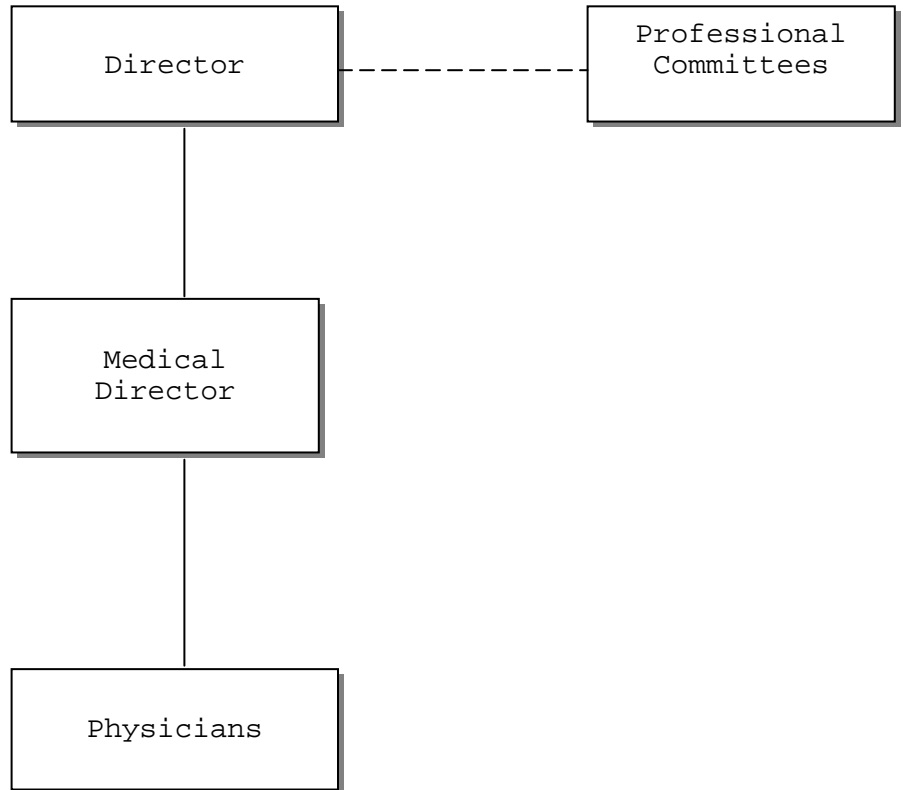 Director
Professional
Committees
Medical
Director
Physicians